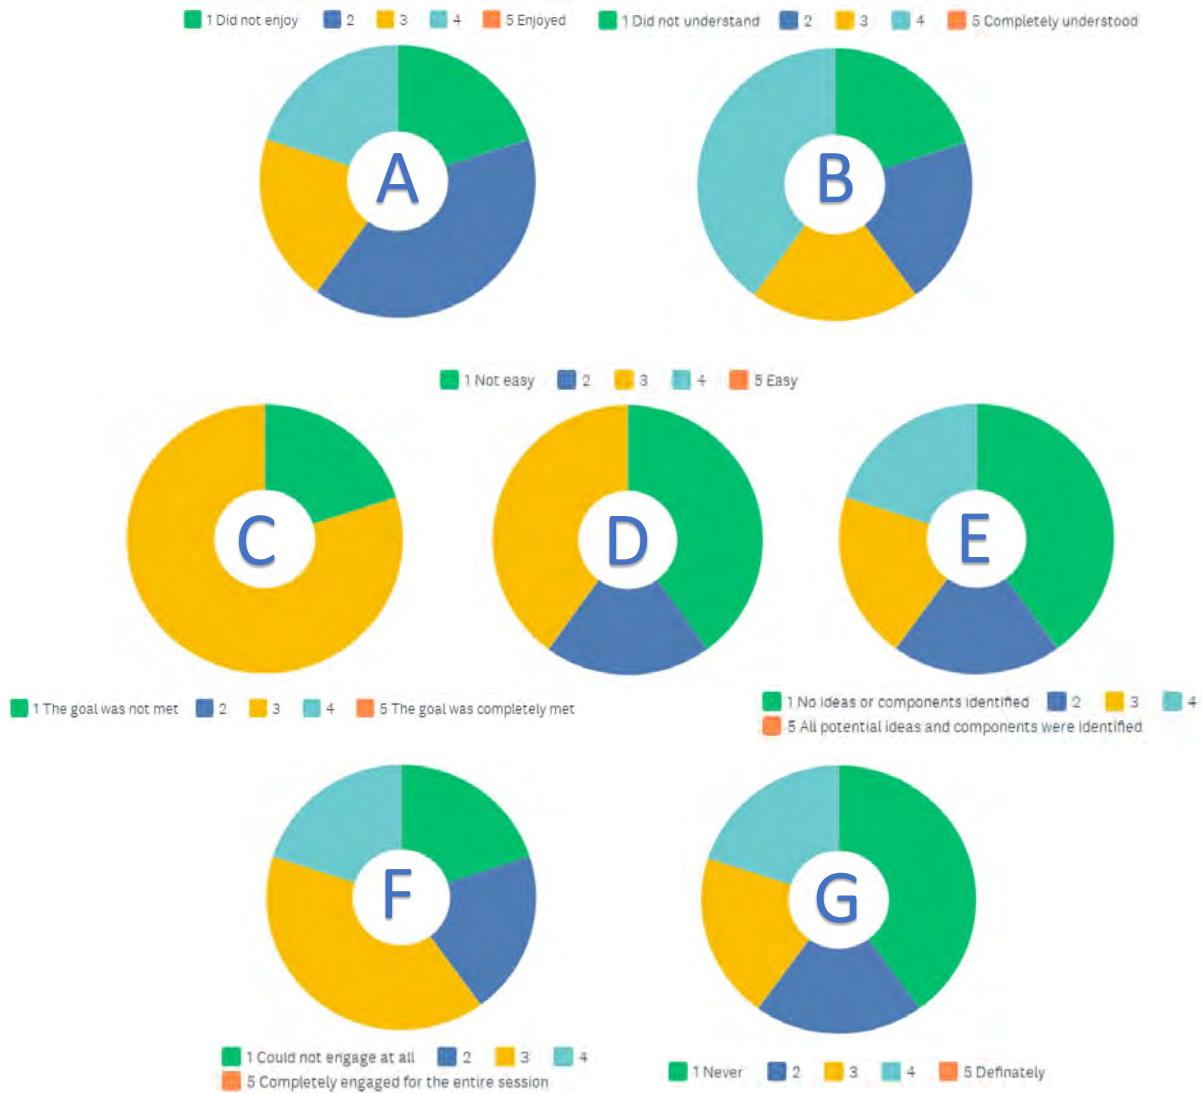 1 Did not enjoy 2 3 4 5 Enjoyed
1 Did not understand 2 3 4 5 Completely understood
A
B
1 Not easy 2 3 4 5 Easy
C
D
E
1 The goal was not met 2 3 4 5 The goal was completely met
1 No ideas or components identified 2 3 4
5 All potential ideas and components were identified
F
G
1 Could not engage at all 2 3 4
5 Completely engaged for the entire session
1 Never 2 3 4 5 Definately